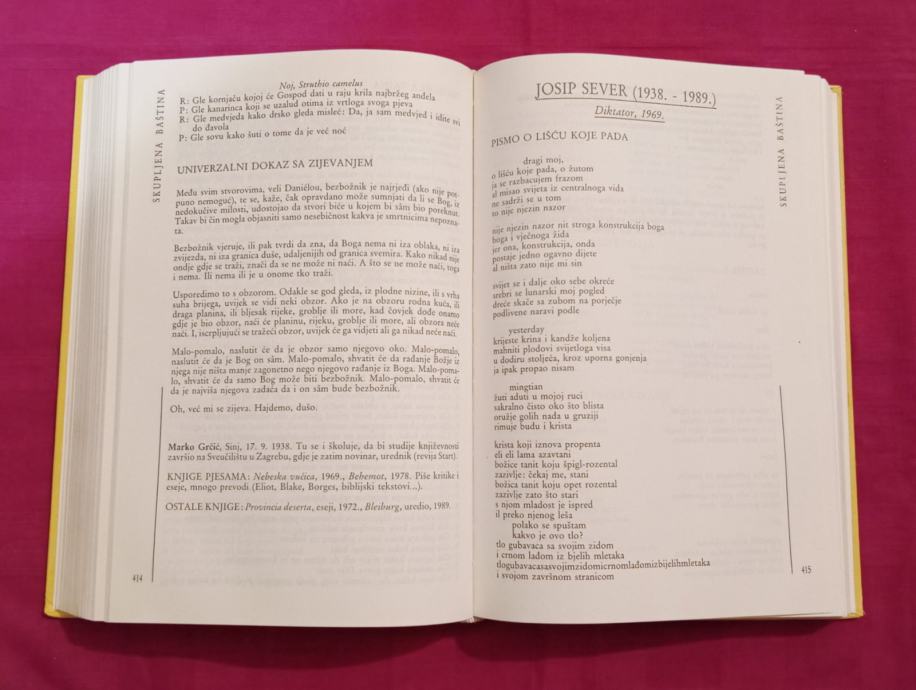 SKUPLJENA BAŠTINA
Noj, Struthio camelus
R: Gle kornjaču kojoj će Gospod dati u raju krila najbržeg anđela
P: Gle kanarinca koji se uzalud otima iz vrtloga svoga pjeva
R: Gle medvjeda kako drsko gleda misleć: Da, ja sam medvjed i idite svi
do đavola
P: Gle sovu kako šuti o tome da je već noć
UNIVERZALNI DOKAZ SA ZIJEVANJEM
Među svim stvorovima, veli Daniélou, bezbožnik je najrjeđi (ako nije pot-
puno nemoguć), te se, kaže, čak opravdano može sumnjati da li se Bog, iz
nedokučive milosti, udostojao da stvori biće u kojem bi sâm bio poreknut.
Takav bi čin mogla objasniti samo nesebičnost kakva je smrtnicima nepozna-
ta.
Bezbožnik vjeruje, ili pak tvrdi da zna, da Boga nema ni iza oblaka, ni iza
zvijezda, ni iza granica duše, udaljenijih od granica svemira. Kako nikad nije
ondje gdje se traži, znači da se ne može ni naći. A što se ne može naći, toga
i nema. Ili nema ili je u onome tko traži.
Usporedimo to s obzorom. Odakle se god gleda, iz plodne nizine, ili s vrha
suha brijega, uvijek se vidi neki obzor. Ako je na obzoru rodna kuća, ili
draga planina, ili bljesak rijeke, groblje ili more, kad čovjek dođe onamo
gdje je bio obzor, naći će planinu, rijeku, groblje ili more, ali obzora neće
naći. I, iscrpljujući se tražeći obzor, uvijek će ga vidjeti ali ga nikad neće naći.
Malo-pomalo, naslutit će da je obzor samo njegovo oko. Malo-pomalo,
naslutit će da je Bog on sâm. Malo-pomalo, shvatit će da rađanje Božje iz
njega nije ništa manje zagonetno nego njegovo rađanje iz Boga. Malo-poma-
lo, shvatit će da samo Bog može biti bezbožnik. Malo-pomalo, shvatit će
da je najviša njegova zadaća da i on sâm bude bezbožnik.
Oh, već mi se zijeva. Hajdemo, dušo.
Marko Grčić, Sinj, 17. 9. 1938. Tu se i školuje, da bi studije književnosti
završio na Sveučilištu u Zagrebu, gdje je zatim novinar, urednik (revija Start).
KNJIGE PJESAMA: Nebeska vučica, 1969., Behemot, 1978. Piše kritike i
eseje, mnogo prevodi (Eliot, Blake, Borges, biblijski tekstovi...).
OSTALE KNJIGE: Provincia deserta, eseji, 1972., Bleiburg, uredio, 1989.
414
JOSIP SEVER (1938. - 1989.)
Diktator, 1969.
PISMO O LIŠĆU KOJE PADA
dragi moj,
o lišću koje pada, o žutom
ja se razbacujem frazom
al misao svijeta iz centralnoga vida
ne sadrži se u tom
to nije njezin nazor
nije njezin nazor nit stroga konstrukcija boga
boga i vječnoga žida
jer ona, konstrukcija, onda
postaje jedno ogavno dijete
al ništa zato nije mi sin
svijet se i dalje oko sebe okreće
srebri se lunarski moj pogled
dreče skače sa zubom na porječje
podlivene naravi podle
yesterday
krijeste krina i kandže koljena
mahniti plodovi svijetloga visa
u dodiru stoljeća, kroz uporna gonjenja
ja ipak propao nisam
mingtian
žuti aduti u mojoj ruci
sakralno čisto oko što blista
oružje golih nada u gruziji
rimuje budu i krista
krista koji iznova propenta
eli eli lama azavtani
božice tanit koju špigl-rozental
zazivlje: čekaj me, stani
božica tanit koju opet rozental
zazivlje zato što stari
s njom mladost je ispred
il preko njenog leša
polako se spuštam
kakvo je ovo tlo?
tlo gubavaca sa svojim zidom
i crnom lađom iz bjelih mletaka
tlogubavacasasvojimzidomicrnomlađomizbijelihmletaka
i svojom završnom stranicom
SKUPLJENA BAŠTINA
415